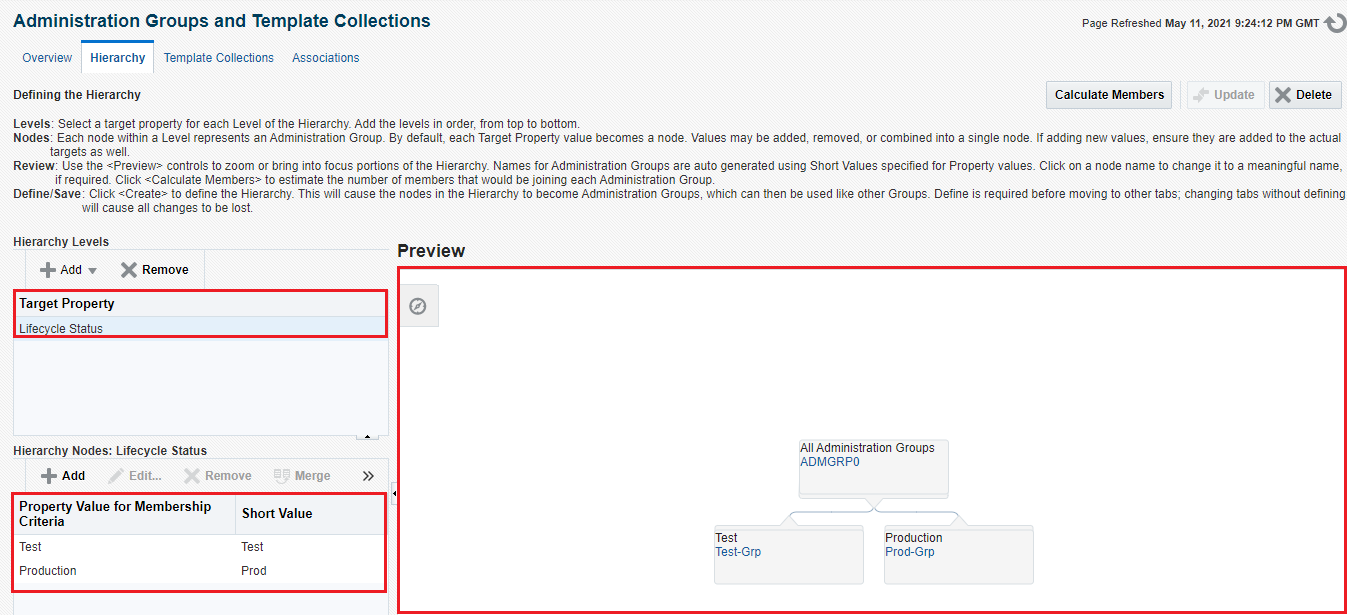 Administration Groups and Template Collections
Page Refreshed May 11, 2021 9:24:12 PM GMT
Overview Hierarchy Template Collections Associations
Defining the Hierarchy
Calculate Members Update Delete
Levels: Select a target property for each Level of the Hierarchy. Add the levels in order, from top to bottom.
Nodes: Each node within a Level represents an Administration Group. By default, each Target Property value becomes a node. Values may be added, removed, or combined into a single node. If adding new values, ensure they are added to the actual
targets as well.
Review: Use the <Preview> controls to zoom or bring into focus portions of the Hierarchy. Names for Administration Groups are auto generated using Short Values specified for Property values. Click on a node name to change it to a meaningful name,
if required. Click <Calculate Members> to estimate the number of members that would be joining each Administration Group.
Define/Save: Click <Create> to define the Hierarchy. This will cause the nodes in the Hierarchy to become Administration Groups, which can then be used like other Groups. Define is required before moving to other tabs; changing tabs without defining
will cause all changes to be lost.
Hierarchy Levels
Add Remove
Target Property
Lifecycle Status
Hierarchy Nodes: Lifecycle Status
Add Edit... Remove Merge »
Property Value for Membership
Criteria
Short Value
Test Test
Production Prod
Preview
All Administration Groups
ADMGRP0
Test
Test-Grp
Production
Prod-Grp